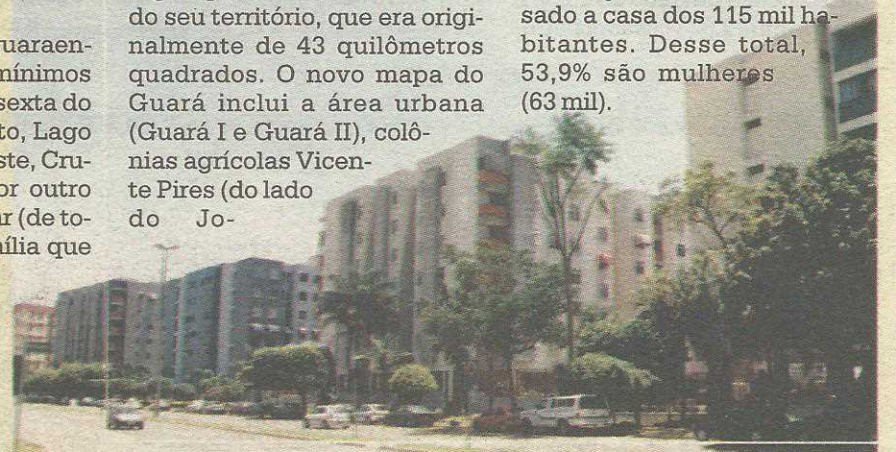 uaraen-
mínimos
sexta do
to, Lago
ste, Cru-
or outro
ar (de to-
nília que
do seu território, que era origi-
nalmente de 43 quilômetros
quadrados. O novo mapa do
Guará inclui a área urbana
(Guará I e Guará II), colô-
nias agrícolas Vicen-
te Pires (do lado
do Jo-
sado a casa dos 115 mil ha-
bitantes. Desse total,
53,9% são mulheres
(63 mil).